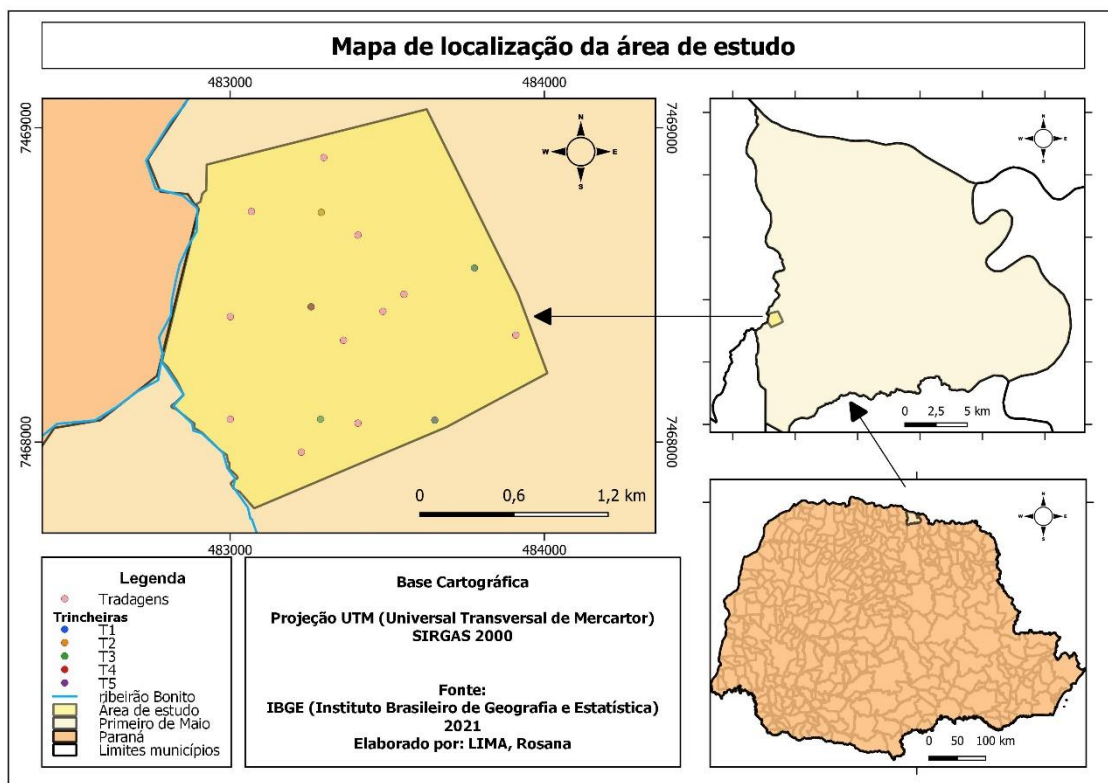 Mapa de localização da área de estudo
483000 484000
7469000
7468000
7469000
7468000
483000 484000
N
W E
S
0 0,6 1,2 km
N
W E
S
0 2,5 5 km
N
W E
S
0 50 100 km
Legenda
Tradagens
Trincheiras
T1
T2
T3
T4
T5
ribeirão Bonito
Área de estudo
Primeiro de Maio
Paraná
Limites municípios
Base Cartográfica
Projeção UTM (Universal Transversal de Mercartor)
SIRGAS 2000
Fonte:
IBGE (Instituto Brasileiro de Geografia e Estatística)
2021
Elaborado por: LIMA, Rosana